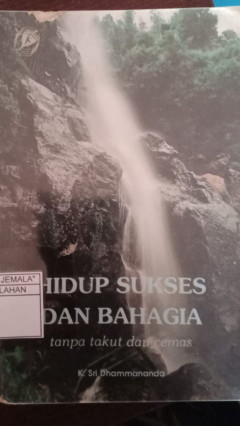 JEMALA"
LAHAN
HIDUP SUKSES
DAN BAHAGIA
tanpa takut dan cemas
K. Sri Dhammananda